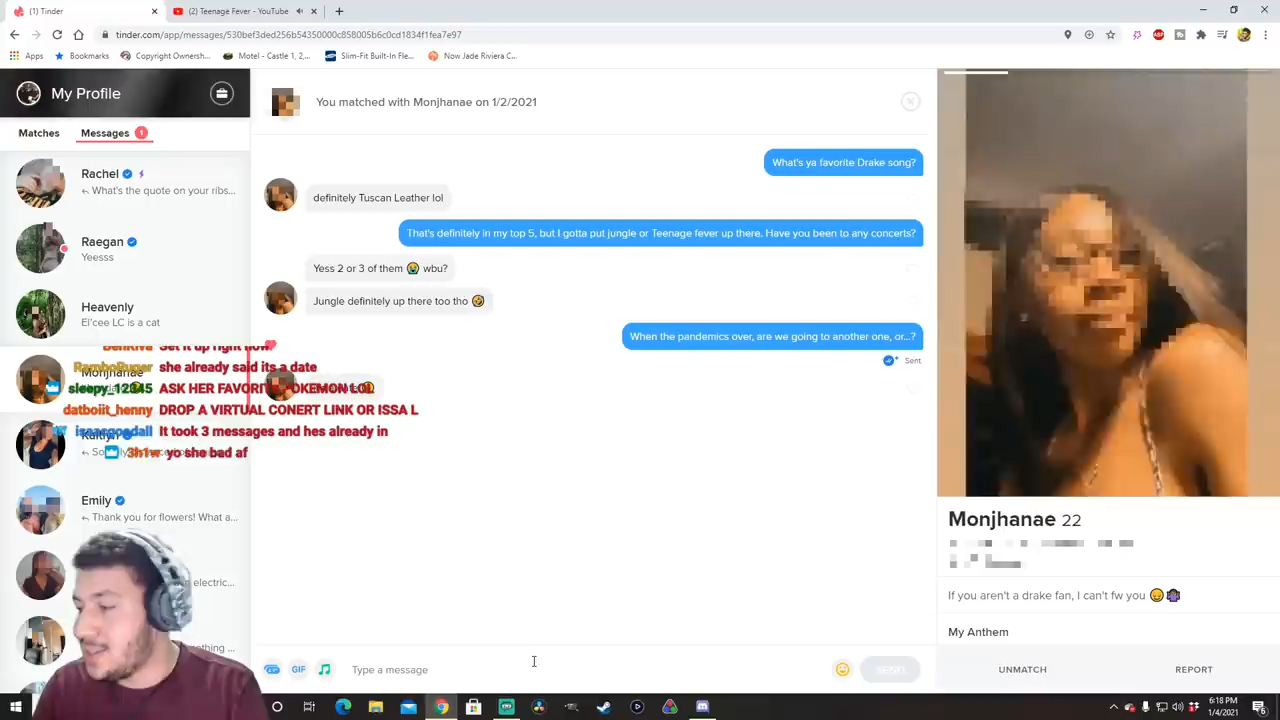 (1) Tinder
(2) Teenage Fever - YouTube
tinder.com/app/messages/530bef3ded256b54350000c858005b6c0cd1834f1fea7e97
Apps
Bookmarks
Copyright Ownersh...
Motel - Castle 1, 2,...
Slim-Fit Built-In Fle...
Now Jade Riviera C...
My Profile
Matches
Messages 1
Rachel
What's the quote on your ribs...
Raegan
Yeesss
Heavenly
Ei'cee LC is a cat
Set it up right now
RamboRuger she already said its a date
sleepy_12345 ASK HER FAVORITE POKEMON LOL
datboiit_henny DROP A VIRTUAL CONERT LINK OR ISSA L
isaacgoodall It took 3 messages and hes already in
3h1 yo she bad af
Monjhanae
Kaitlyn
Emily
Thank you for flowers! What a...
electric...
You matched with Monjhanae on 1/2/2021
What's ya favorite Drake song?
definitely Tuscan Leather lol
That's definitely in my top 5, but I gotta put jungle or Teenage fever up there. Have you been to any concerts?
Yess 2 or 3 of them 😭 wbu?
Jungle definitely up there too tho 🤣
When the pandemics over, are we going to another one, or...?
Sent
GIF
Type a message
SEND
Monjhanae 22
If you aren't a drake fan, I can't fw you 😝🤷🏾‍♀️
My Anthem
UNMATCH
REPORT
6:18 PM
1/4/2021